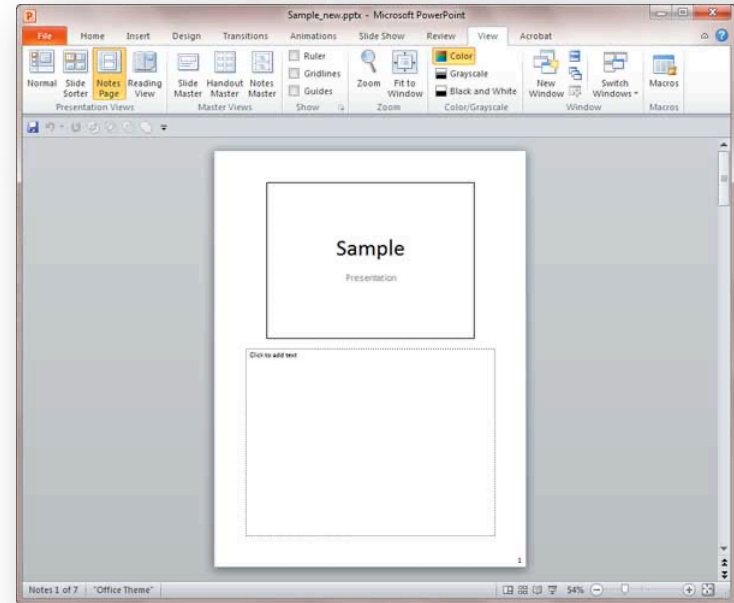 Sample_new.pptx - Microsoft PowerPoint
File Home Insert Design Transitions Animations Slide Show Review View Acrobat
Normal Slide Sorter Notes Page Reading View
Presentation Views
Slide Master Handout Master Notes Master
Master Views
Ruler
Gridlines
Guides
Show
Zoom Fit to Window
Zoom
Color
Grayscale
Black and White
Color/Grayscale
New Window Switch Windows
Window
Macros
Macros
Sample
Presentation
Click to add text
1
Notes 1 of 7 "Office Theme" 54%